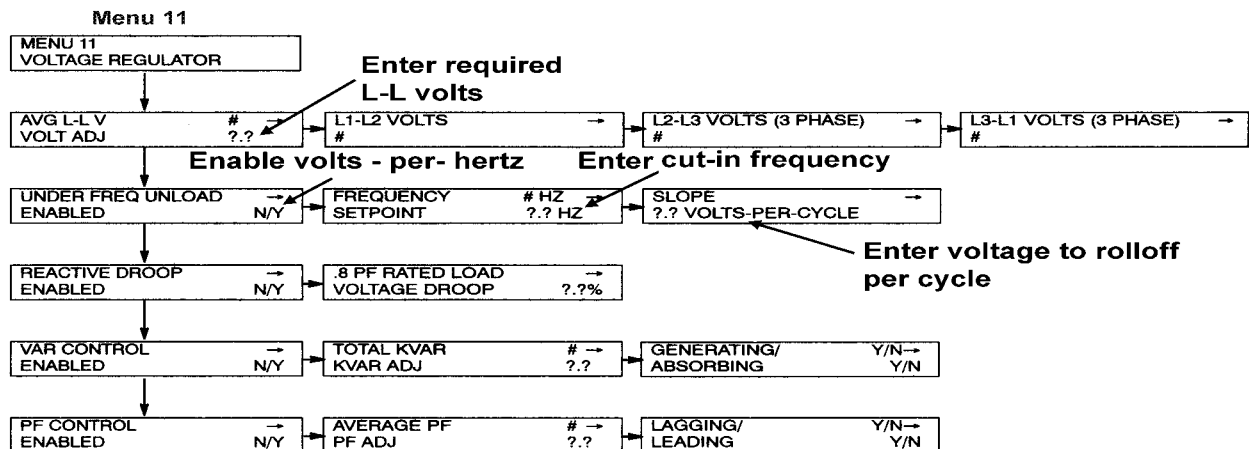 Menu 11
MENU 11
VOLTAGE REGULATOR
Enter required
L-L volts
AVG L-L V # →
VOLT ADJ ?.?
L1-L2 VOLTS →
#
L2-L3 VOLTS (3 PHASE) →
#
L3-L1 VOLTS (3 PHASE) →
#
Enable volts - per- hertz
Enter cut-in frequency
UNDER FREQ UNLOAD →
ENABLED N/Y
FREQUENCY # HZ →
SETPOINT ?.? HZ
SLOPE →
?.? VOLTS-PER-CYCLE
Enter voltage to rolloff
per cycle
REACTIVE DROOP →
ENABLED N/Y
.8 PF RATED LOAD
VOLTAGE DROOP ?.?%
VAR CONTROL →
ENABLED N/Y
TOTAL KVAR # →
KVAR ADJ ?.?
GENERATING/ Y/N→
ABSORBING Y/N
PF CONTROL →
ENABLED N/Y
AVERAGE PF # →
PF ADJ ?.?
LAGGING/ Y/N→
LEADING Y/N